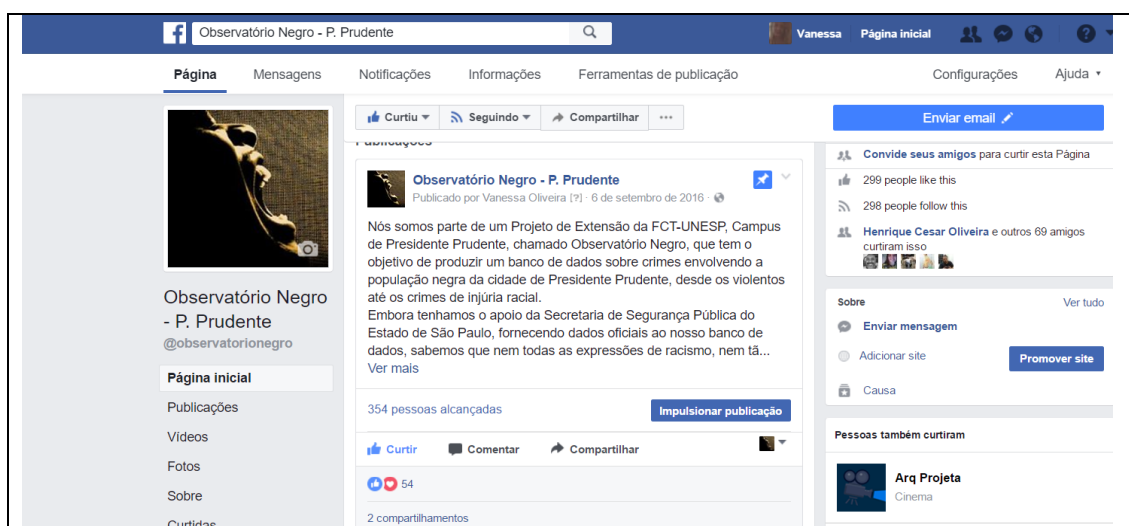 Observatório Negro - P. Prudente
Vanessa Página inicial
Página Mensagens Notificações Informações Ferramentas de publicação Configurações Ajuda
Curtiu Seguindo Compartilhar
Enviar email
Publicações
Observatório Negro - P. Prudente
Publicado por Vanessa Oliveira [?] · 6 de setembro de 2016 ·
Nós somos parte de um Projeto de Extensão da FCT-UNESP, Campus
de Presidente Prudente, chamado Observatório Negro, que tem o
objetivo de produzir um banco de dados sobre crimes envolvendo a
população negra da cidade de Presidente Prudente, desde os violentos
até os crimes de injúria racial.
Embora tenhamos o apoio da Secretaria de Segurança Pública do
Estado de São Paulo, fornecendo dados oficiais ao nosso banco de
dados, sabemos que nem todas as expressões de racismo, nem tã...
Ver mais
354 pessoas alcançadas
Impulsionar publicação
Curtir Comentar Compartilhar
54
2 compartilhamentos
Observatório Negro
- P. Prudente
@observatorionegro
Página inicial
Publicações
Vídeos
Fotos
Sobre
Curtidas
Convide seus amigos para curtir esta Página
299 people like this
298 people follow this
Henrique Cesar Oliveira e outros 69 amigos
curtiram isso
Sobre Ver tudo
Enviar mensagem
Adicionar site
Promover site
Causa
Pessoas também curtiram
Arq Projeta
Cinema